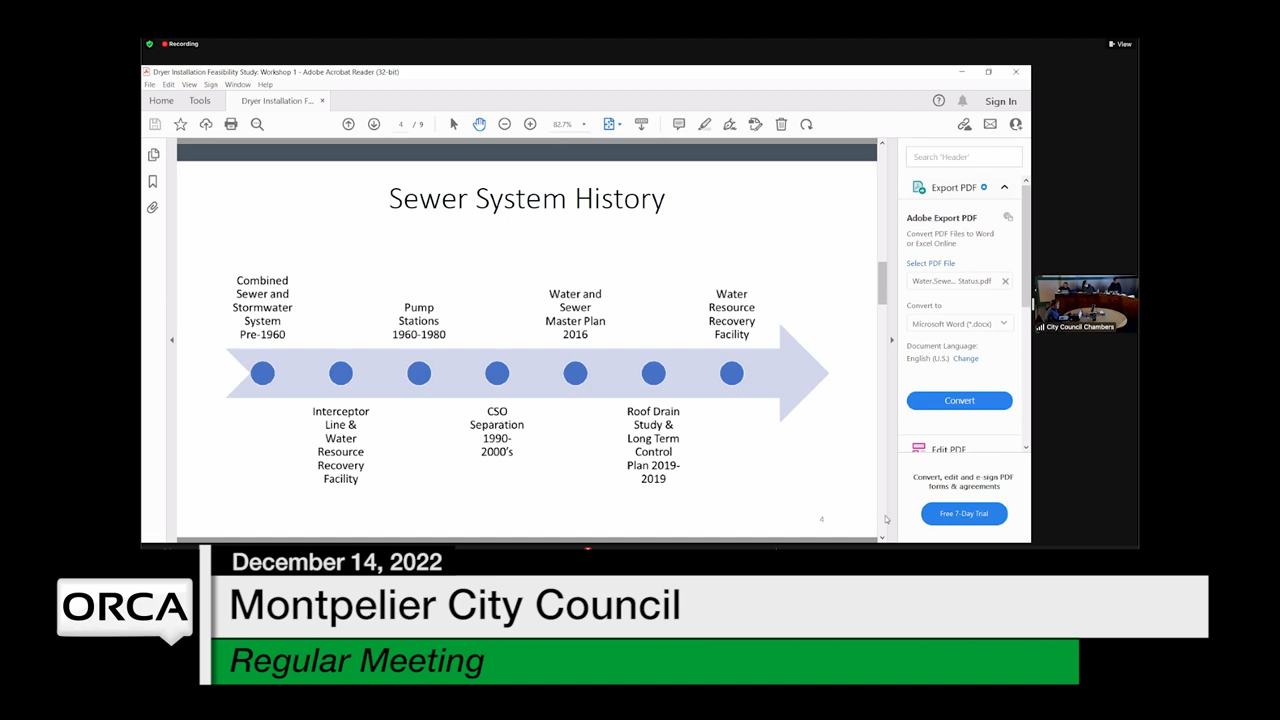 Recording
View
Dryer Installation Feasibility Study: Workshop 1 - Adobe Acrobat Reader (32-bit)
File Edit View Sign Window Help
Home Tools Dryer Installation F... ×
Sign In
4 / 9
82.7%
Search 'Header'
Export PDF
Adobe Export PDF
Convert PDF Files to Word
or Excel Online
Select PDF File
Water.Sewe... Status.pdf
Convert to
Microsoft Word (*.docx)
Document Language:
English (U.S.) Change
Convert
Edit PDF
Convert, edit and e-sign PDF
forms & agreements
Free 7-Day Trial
Sewer System History
Combined
Sewer and
Stormwater
System
Pre-1960
Interceptor
Line &
Water
Resource
Recovery
Facility
Pump
Stations
1960-1980
CSO
Separation
1990-
2000's
Water and
Sewer
Master Plan
2016
Roof Drain
Study &
Long Term
Control
Plan 2019-
2019
Water
Resource
Recovery
Facility
4
City Council Chambers
December 14, 2022
ORCA
Montpelier City Council
Regular Meeting